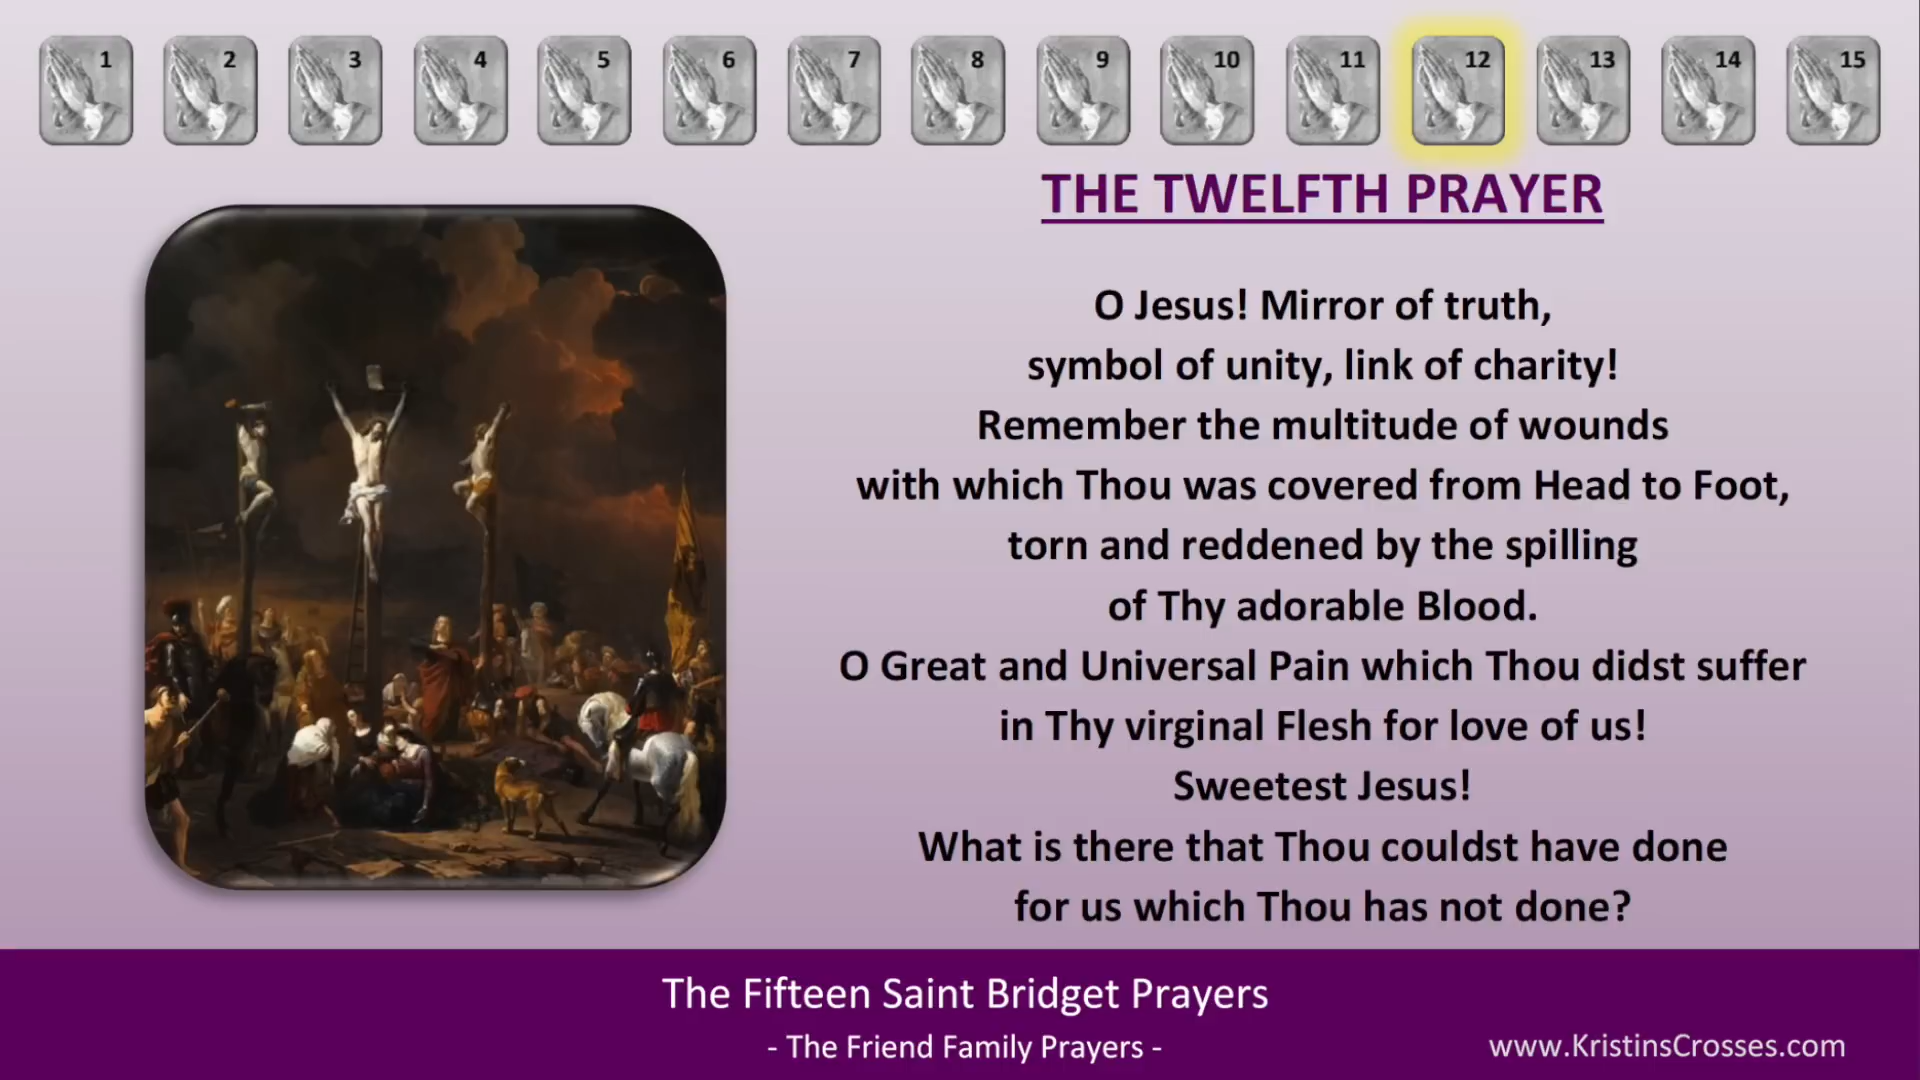 1 2 3 4 5 6 7 8 9 10 11 12 13 14 15
THE TWELFTH PRAYER
O Jesus! Mirror of truth,
symbol of unity, link of charity!
Remember the multitude of wounds
with which Thou was covered from Head to Foot,
torn and reddened by the spilling
of Thy adorable Blood.
O Great and Universal Pain which Thou didst suffer
in Thy virginal Flesh for love of us!
Sweetest Jesus!
What is there that Thou couldst have done
for us which Thou has not done?
The Fifteen Saint Bridget Prayers
- The Friend Family Prayers -
www.KristinsCrosses.com